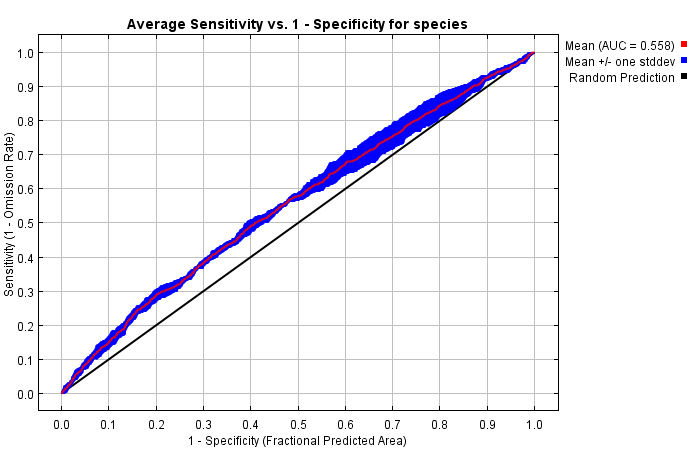 Average Sensitivity vs. 1 - Specificity for species
Mean (AUC = 0.558)
Mean +/- one stddev
Random Prediction
Sensitivity (1 - Omission Rate)
1.0
0.9
0.8
0.7
0.6
0.5
0.4
0.3
0.2
0.1
0.0
0.0 0.1 0.2 0.3 0.4 0.5 0.6 0.7 0.8 0.9 1.0
1 - Specificity (Fractional Predicted Area)